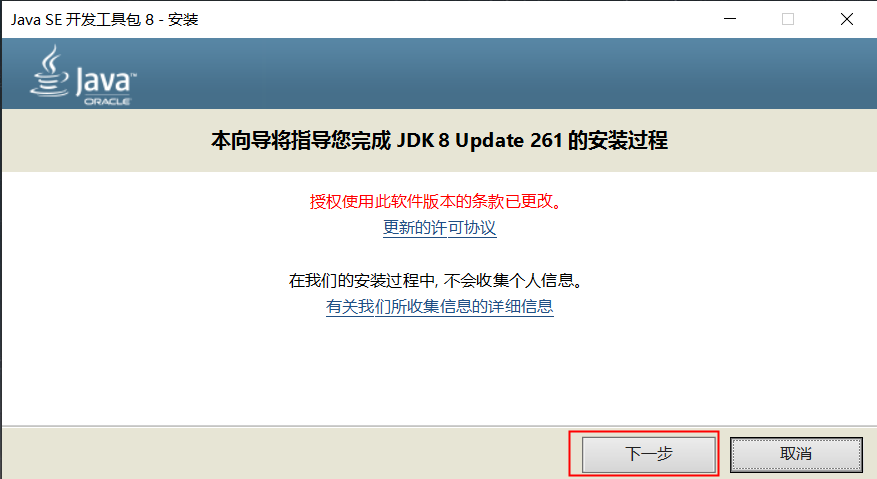 Java SE 开发工具包 8 - 安装
Java™
ORACLE
本向导将指导您完成 JDK 8 Update 261 的安装过程
授权使用此软件版本的条款已更改。
更新的许可协议
在我们的安装过程中, 不会收集个人信息。
有关我们所收集信息的详细信息
下一步 取消